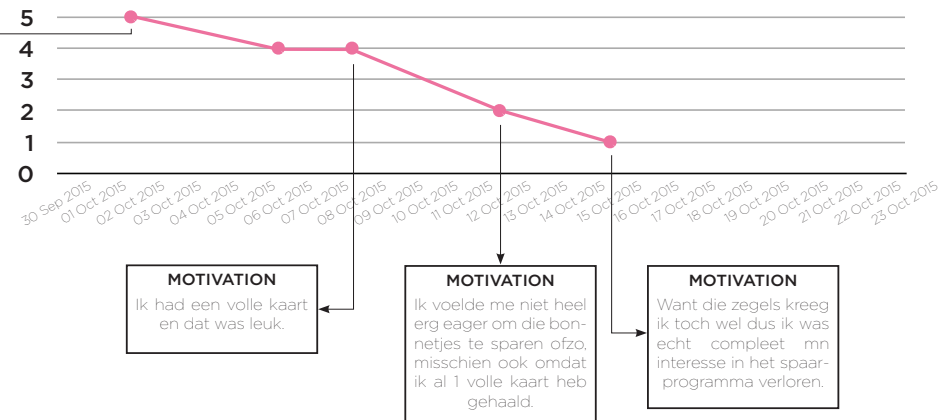 5
4
3
2
1
0
30 Sep 2015
01 Oct 2015
02 Oct 2015
03 Oct 2015
04 Oct 2015
05 Oct 2015
06 Oct 2015
07 Oct 2015
08 Oct 2015
09 Oct 2015
10 Oct 2015
11 Oct 2015
12 Oct 2015
13 Oct 2015
14 Oct 2015
15 Oct 2015
16 Oct 2015
17 Oct 2015
18 Oct 2015
19 Oct 2015
20 Oct 2015
21 Oct 2015
22 Oct 2015
23 Oct 2015
MOTIVATION
Ik had een volle kaart
en dat was leuk.
MOTIVATION
Ik voelde me niet heel
erg eager om die bon-
netjes te sparen ofzo,
misschien ook omdat
ik al 1 volle kaart heb
gehaald.
MOTIVATION
Want die zegels kreeg
ik toch wel dus ik was
echt compleet mn
interesse in het spaar-
programma verloren.